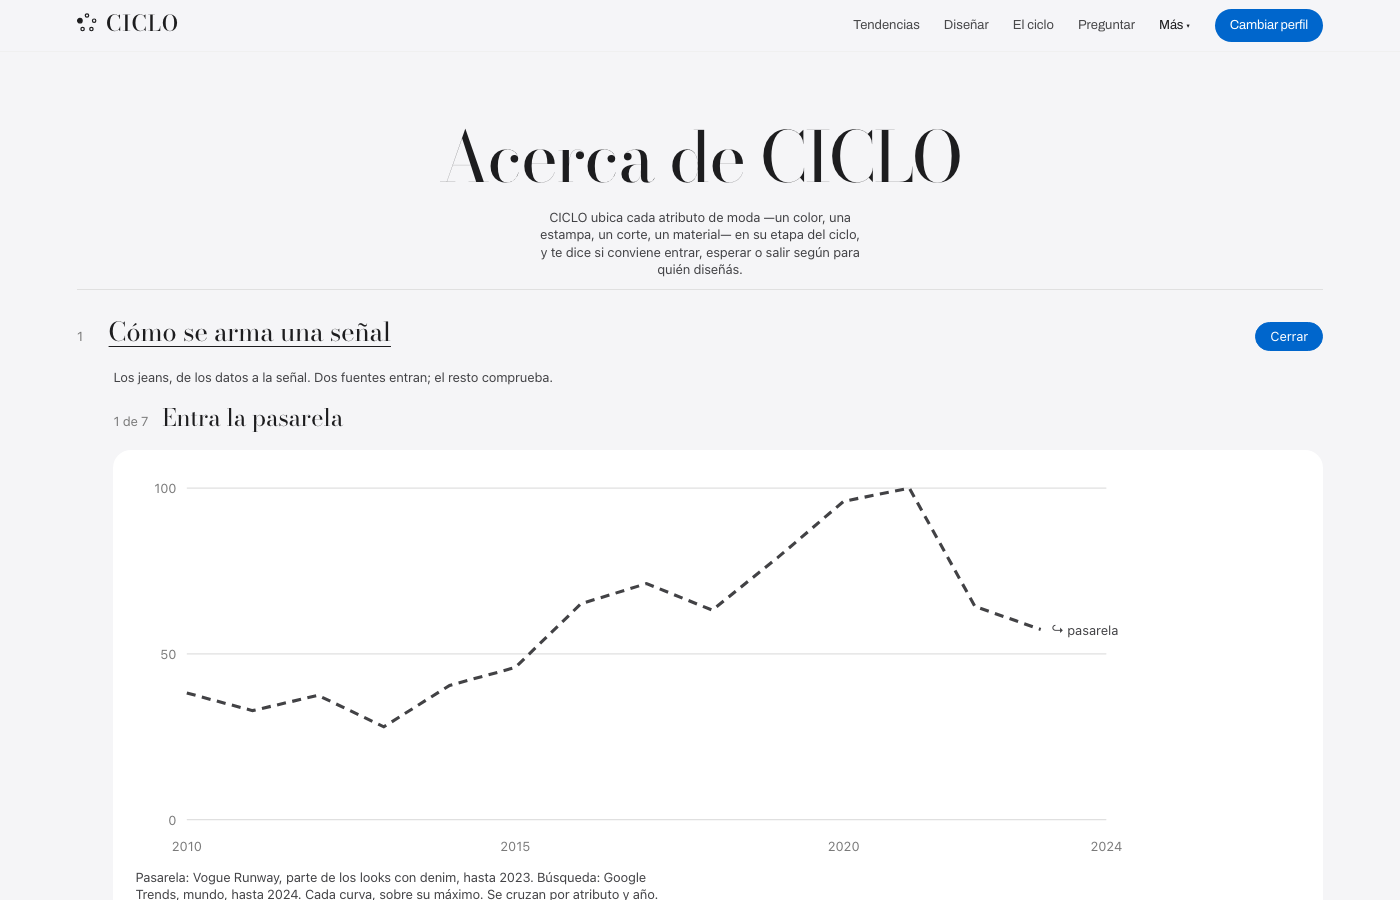 CICLO
Tendencias
Diseñar
El ciclo
Preguntar
Más
Cambiar perfil
Acerca de CICLO
CICLO ubica cada atributo de moda —un color, una
estampa, un corte, un material— en su etapa del ciclo,
y te dice si conviene entrar, esperar o salir según para
quién diseñás.
1 Cómo se arma una señal
Cerrar
Los jeans, de los datos a la señal. Dos fuentes entran; el resto comprueba.
1 de 7 Entra la pasarela
100
50
0
↪ pasarela
2010
2015
2020
2024
Pasarela: Vogue Runway, parte de los looks con denim, hasta 2023. Búsqueda: Google
Trends, mundo, hasta 2024. Cada curva, sobre su máximo. Se cruzan por atributo y año.